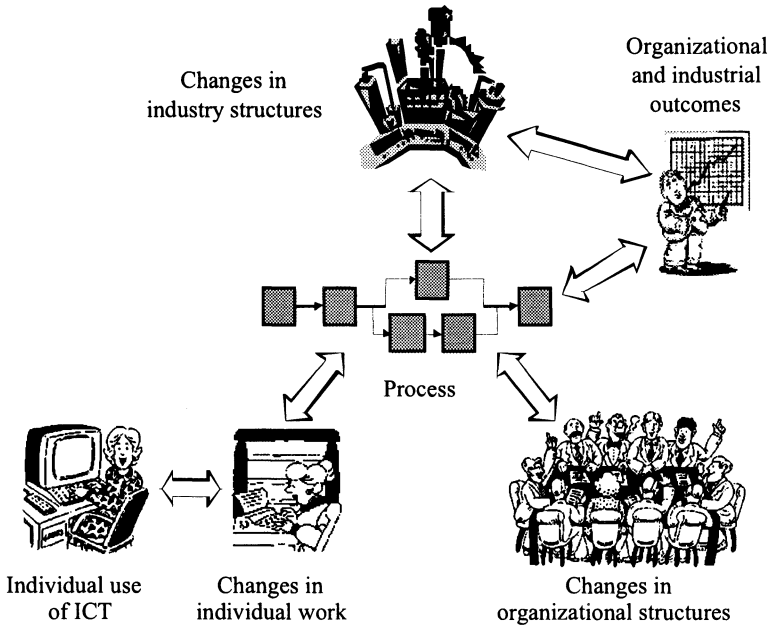 Changes in
industry structures
Organizational
and industrial
outcomes
Process
Individual use
of ICT
Changes in
individual work
Changes in
organizational structures